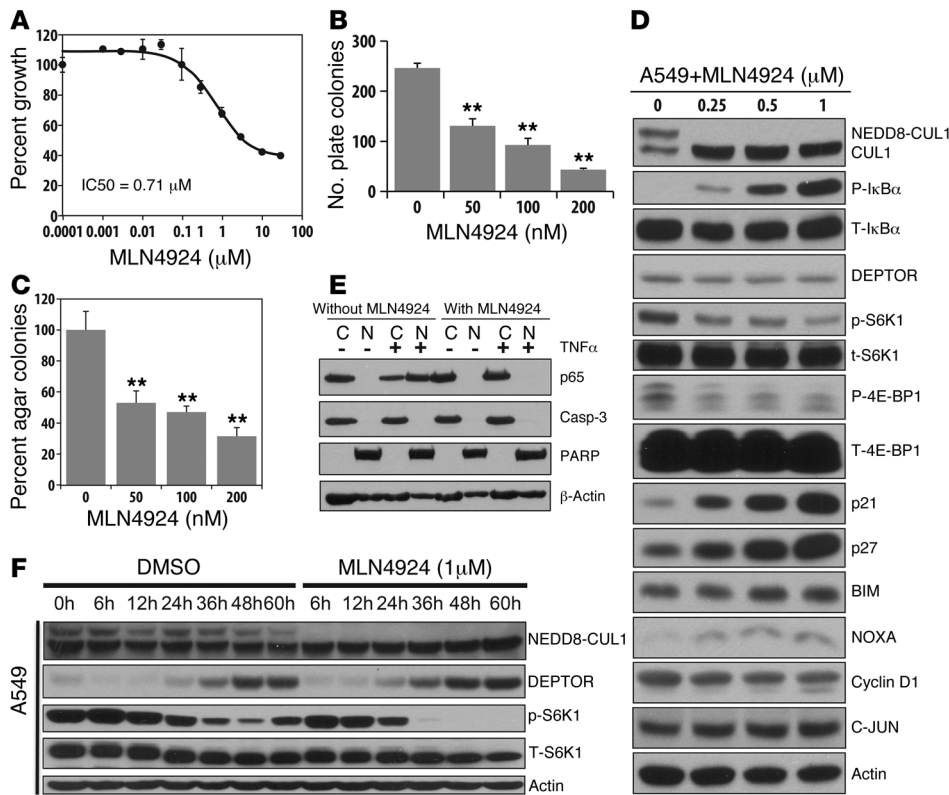 A
Percent growth
120
100
80
60
40
20
0
IC50 = 0.71 μM
0.0001 0.001 0.01 0.1 1 10 100
MLN4924 (μM)
B
No. plate colonies
300
200
100
0
** ** **
0 50 100 200
MLN4924 (nM)
C
Percent agar colonies
120
100
80
60
40
20
0
** ** **
0 50 100 200
MLN4924 (nM)
D
A549+MLN4924 (μM)
0 0.25 0.5 1
NEDD8-CUL1
CUL1
P-IκBα
T-IκBα
DEPTOR
p-S6K1
t-S6K1
P-4E-BP1
T-4E-BP1
p21
p27
BIM
NOXA
Cyclin D1
C-JUN
Actin
E
Without MLN4924 With MLN4924
C N C N C N C N
- - + + - - + + TNFα
p65
Casp-3
PARP
β-Actin
F
DMSO MLN4924 (1μM)
0h 6h 12h 24h 36h 48h 60h 6h 12h 24h 36h 48h 60h
A549
NEDD8-CUL1
DEPTOR
p-S6K1
T-S6K1
Actin